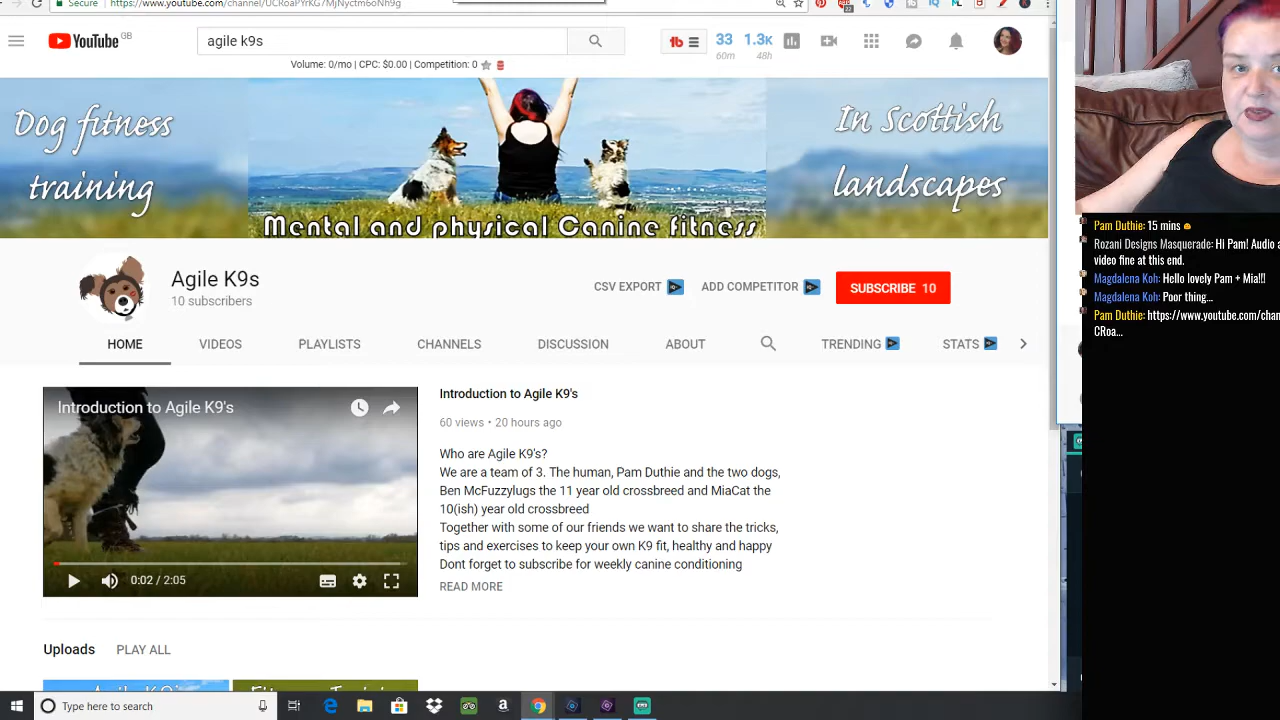 Secure
https://www.youtube.com/channel/UCRoaPYrKG7MjNyctm6oNh9g
YouTube GB
agile k9s
33
60m
1.3K
48h
Volume: 0/mo | CPC: $0.00 | Competition: 0
Dog fitness
training
In Scottish
landscapes
Mental and physical Canine fitness
Agile K9s
10 subscribers
CSV EXPORT
ADD COMPETITOR
SUBSCRIBE 10
HOME
VIDEOS
PLAYLISTS
CHANNELS
DISCUSSION
ABOUT
TRENDING
STATS
Introduction to Agile K9's
0:02 / 2:05
Introduction to Agile K9's
60 views • 20 hours ago
Who are Agile K9's?
We are a team of 3. The human, Pam Duthie and the two dogs,
Ben McFuzzylugs the 11 year old crossbreed and MiaCat the
10(ish) year old crossbreed
Together with some of our friends we want to share the tricks,
tips and exercises to keep your own K9 fit, healthy and happy
Dont forget to subscribe for weekly canine conditioning
READ MORE
Uploads
PLAY ALL
Agile K9's
Pam Duthie: 15 mins
Rozani Designs Masquerade: Hi Pam! Audio a
video fine at this end.
Magdalena Koh: Hello lovely Pam + Mia!!!
Magdalena Koh: Poor thing...
Pam Duthie: https://www.youtube.com/chan
CRoa...
Type here to search